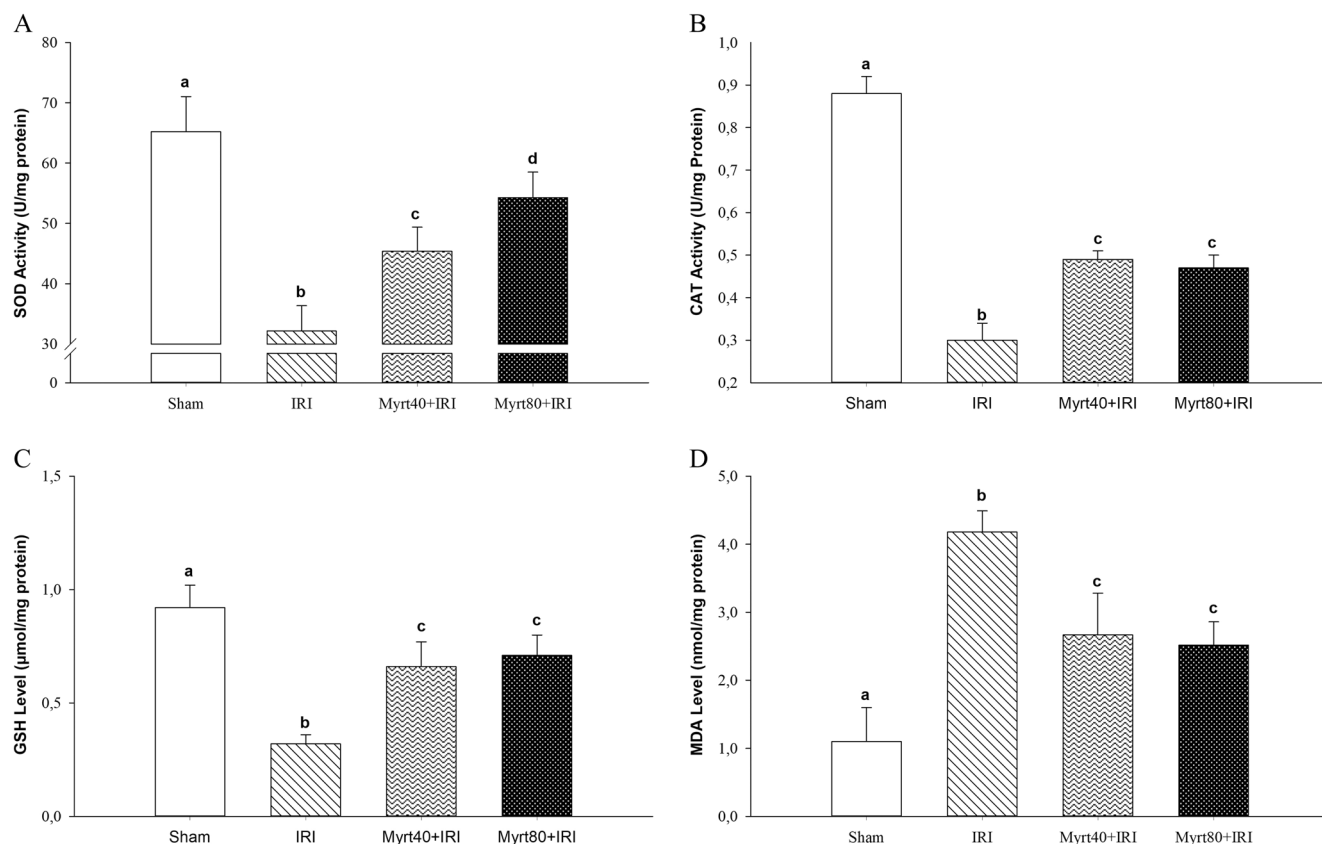 A
SOD Activity (U/mg protein)
80
70
60
50
40
30
0
a
b
c
d
Sham
IRI
Myrt40+IRI
Myrt80+IRI
B
CAT Activity (U/mg Protein)
1,0
0,9
0,8
0,7
0,6
0,5
0,4
0,3
0,2
a
b
c
c
Sham
IRI
Myrt40+IRI
Myrt80+IRI
C
GSH Level (µmol/mg protein)
1,5
1,0
0,5
0,0
a
b
c
c
Sham
IRI
Myrt40+IRI
Myrt80+IRI
D
MDA Level (nmol/mg protein)
5,0
4,0
3,0
2,0
1,0
0,0
a
b
c
c
Sham
IRI
Myrt40+IRI
Myrt80+IRI